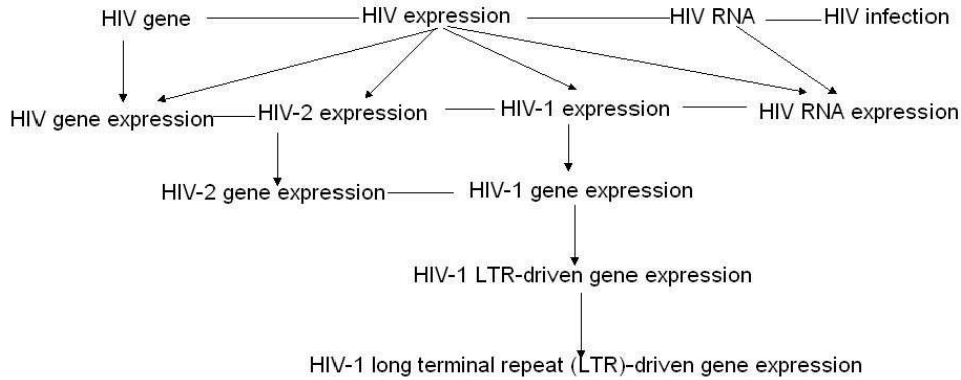 HIV gene
HIV expression
HIV RNA
HIV infection
HIV gene expression
HIV-2 expression
HIV-1 expression
HIV RNA expression
HIV-2 gene expression
HIV-1 gene expression
HIV-1 LTR-driven gene expression
HIV-1 long terminal repeat (LTR)-driven gene expression